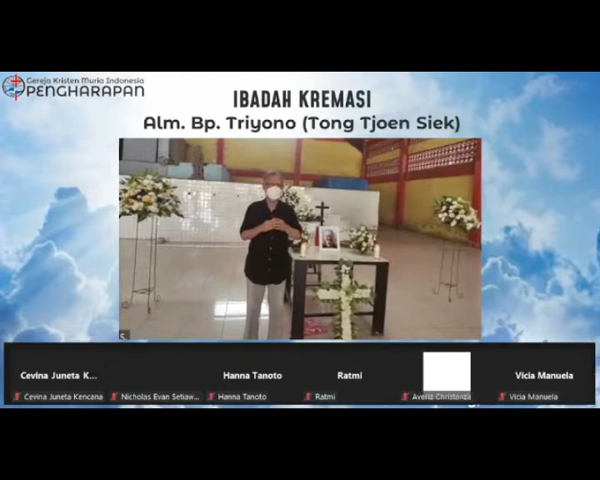 Gereja Kristen Muria Indonesia
PENGHARAPAN
IBADAH KREMASI
Alm. Bp. Triyono (Tong Tjoen Siek)
Cevina Juneta K...
Hanna Tanoto
Ratmi
Vicia Manuela
Cevina Juneta Kencana
Nicholas Evan Setiaw...
Hanna Tanoto
Ratmi
Averia Christanza
Vicia Manuela